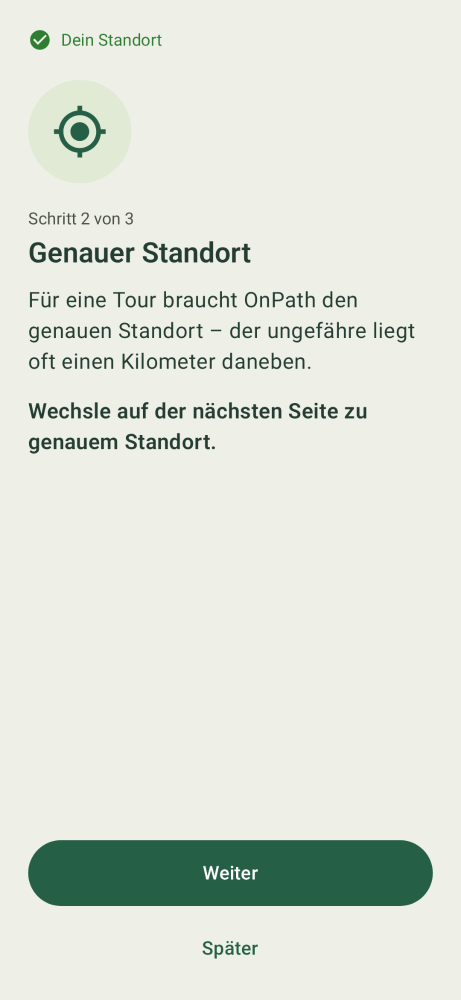 Dein Standort
Schritt 2 von 3
Genauer Standort
Für eine Tour braucht OnPath den
genauen Standort – der ungefähre liegt
oft einen Kilometer daneben.
Wechsle auf der nächsten Seite zu
genauem Standort.
Weiter
Später